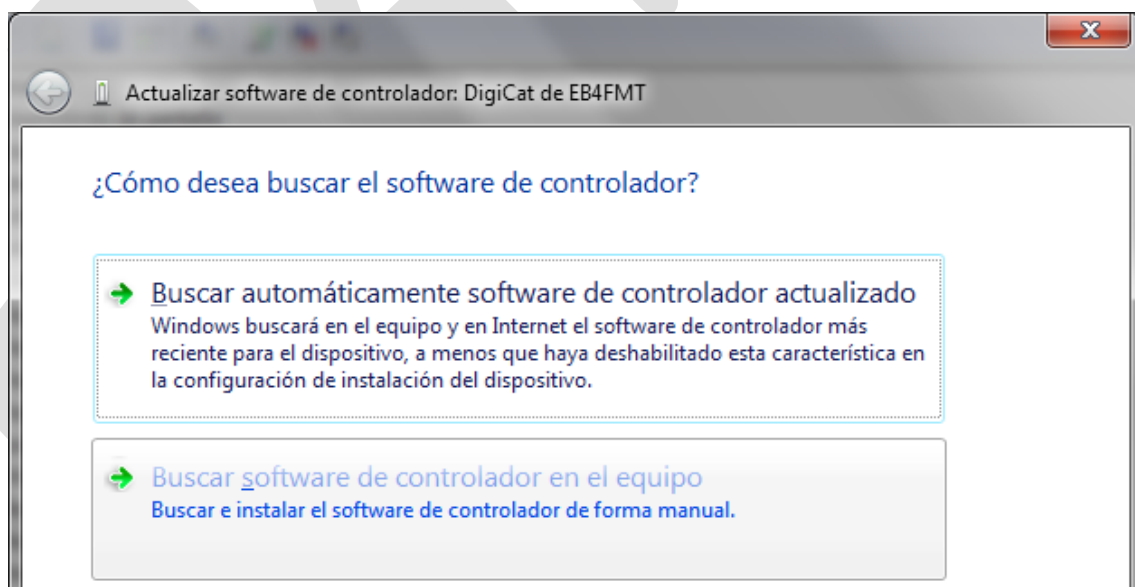 Actualizar software de controlador: DigiCat de EB4FMT
¿Cómo desea buscar el software de controlador?
Buscar automáticamente software de controlador actualizado
Windows buscará en el equipo y en Internet el software de controlador más
reciente para el dispositivo, a menos que haya deshabilitado esta característica en
la configuración de instalación del dispositivo.
Buscar software de controlador en el equipo
Buscar e instalar el software de controlador de forma manual.